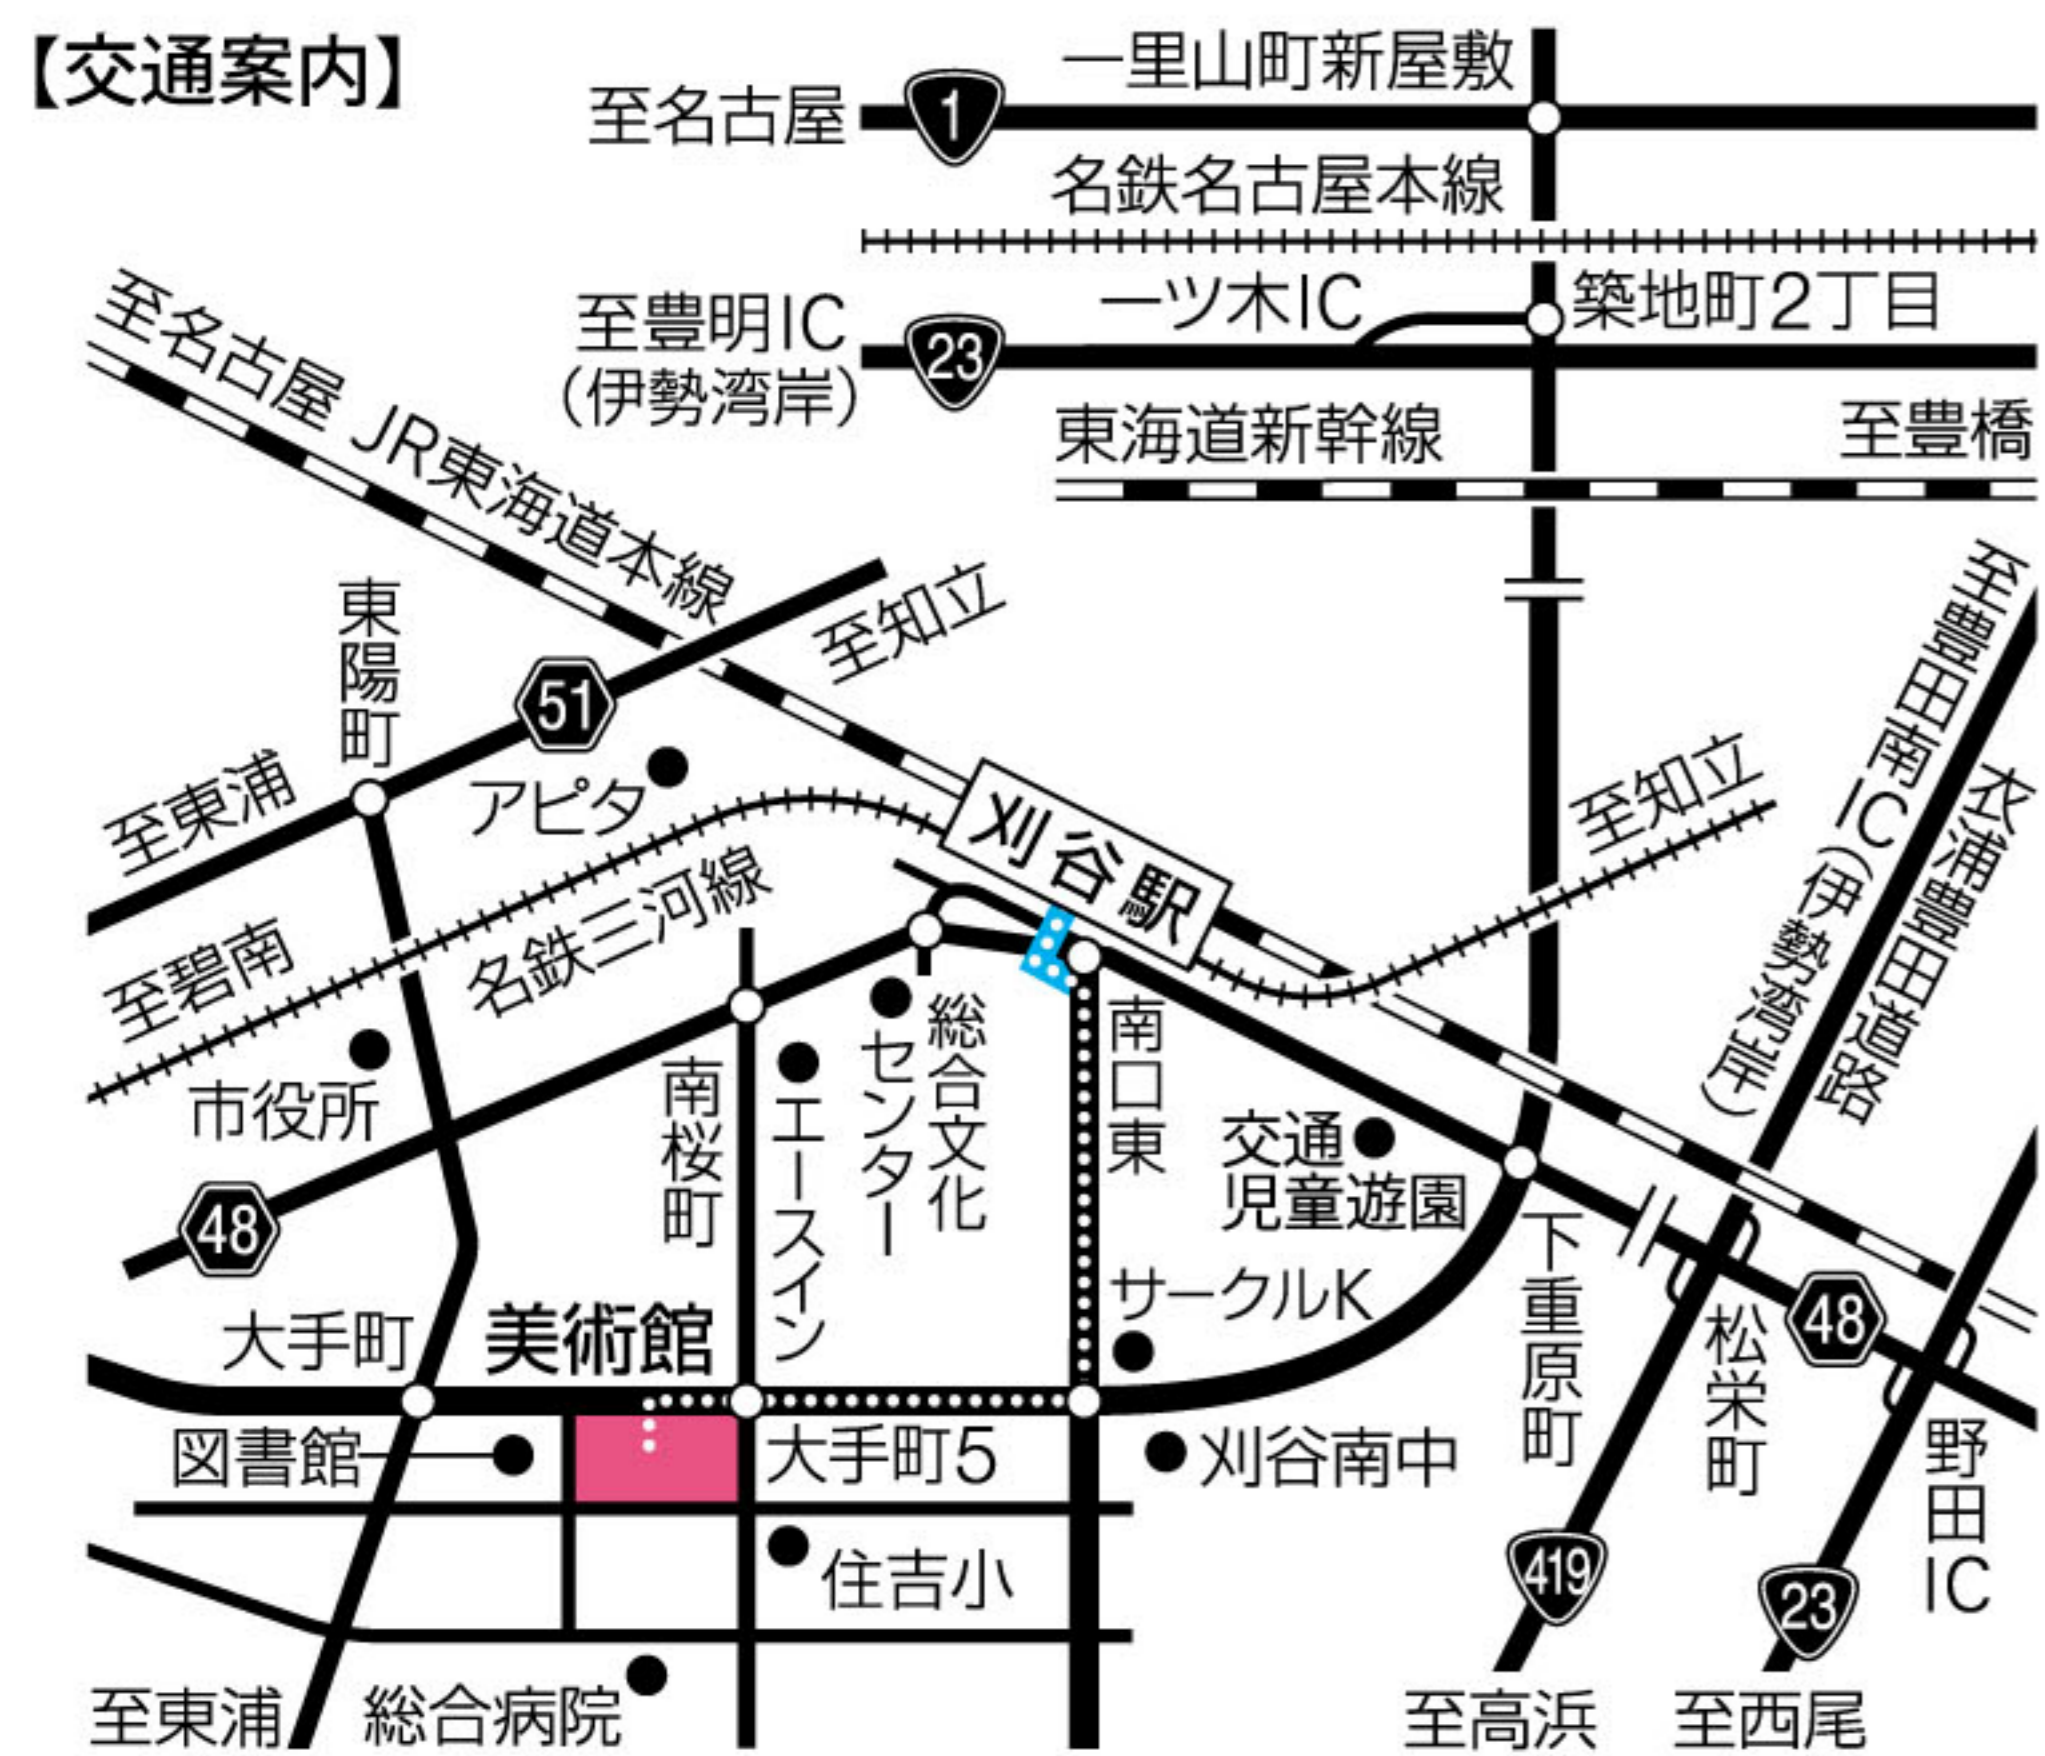 【交通案内】
一里山町新屋敷
至名古屋
1
名鉄名古屋本線
一ツ木IC
築地町2丁目
至豊明IC
(伊勢湾岸)
23
東海道新幹線
至豊橋
至名古屋
JR東海道本線
至知立
東陽町
51
至東浦
アピタ
刈谷駅
至知立
至豊田南IC(伊勢湾岸)
衣浦豊田道路
至碧南
名鉄三河線
市役所
48
南桜町
エースイン
総合文化
センター
南口東
交通
児童遊園
サークルK
下重原町
松栄町
48
野田IC
大手町
美術館
図書館
大手町5
刈谷南中
住吉小
419
23
至東浦
総合病院
至高浜
至西尾